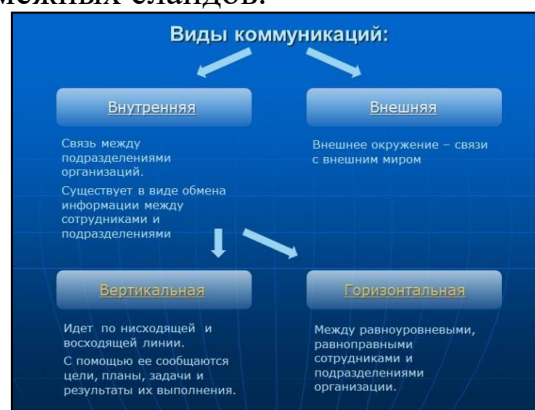 слайдов.
Виды коммуникаций:
Внутренняя
Внешняя
Связь между
подразделениями
организаций.
Существует в виде обмена
информации между
сотрудниками и
подразделениями
Внешнее окружение – связи
с внешним миром
Вертикальная
Горизонтальная
Идет по нисходящей и
восходящей линии.
С помощью ее сообщаются
цели, планы, задачи и
результаты их выполнения.
Между равноуровневыми,
равноправными
сотрудниками и
подразделениями
организации.